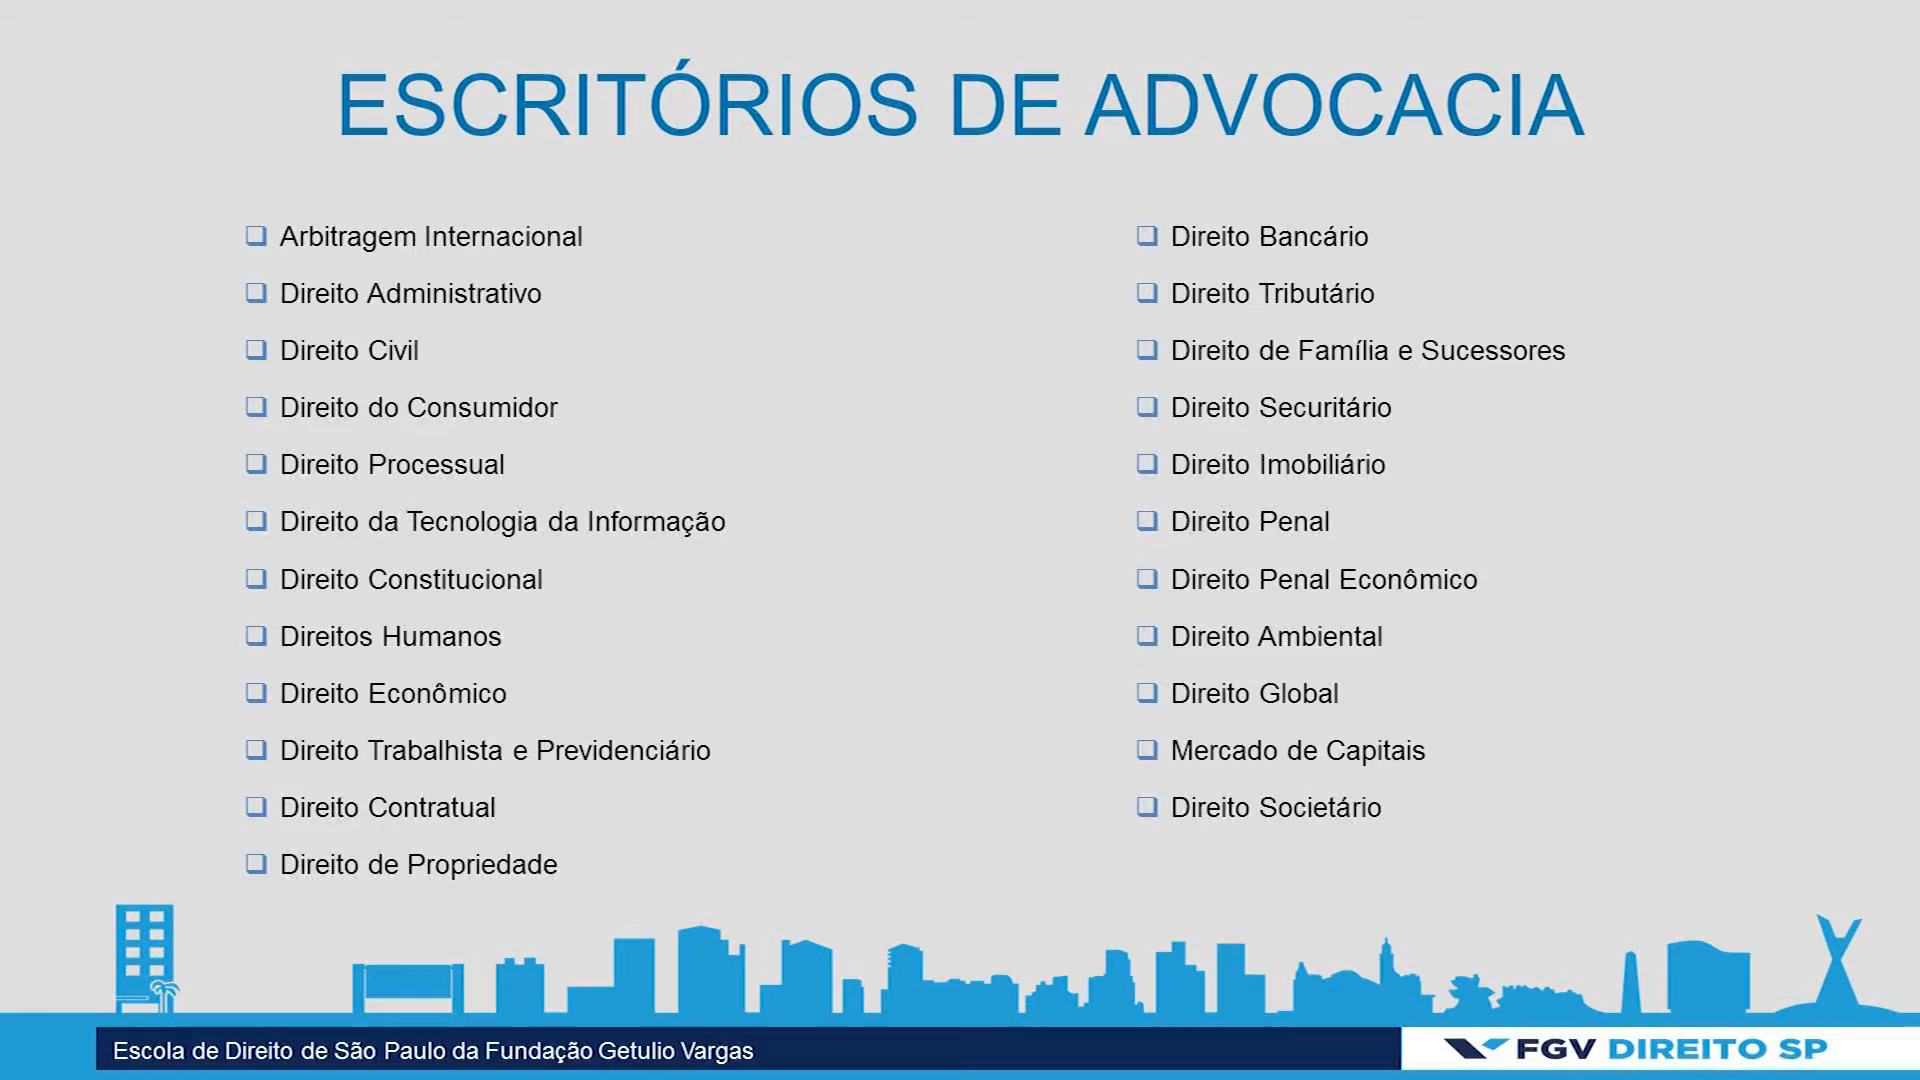 ESCRITÓRIOS DE ADVOCACIA
Arbitragem Internacional
Direito Administrativo
Direito Civil
Direito do Consumidor
Direito Processual
Direito da Tecnologia da Informação
Direito Constitucional
Direitos Humanos
Direito Econômico
Direito Trabalhista e Previdenciário
Direito Contratual
Direito de Propriedade
Direito Bancário
Direito Tributário
Direito de Família e Sucessores
Direito Securitário
Direito Imobiliário
Direito Penal
Direito Penal Econômico
Direito Ambiental
Direito Global
Mercado de Capitais
Direito Societário
Escola de Direito de São Paulo da Fundação Getulio Vargas
FGV DIREITO SP